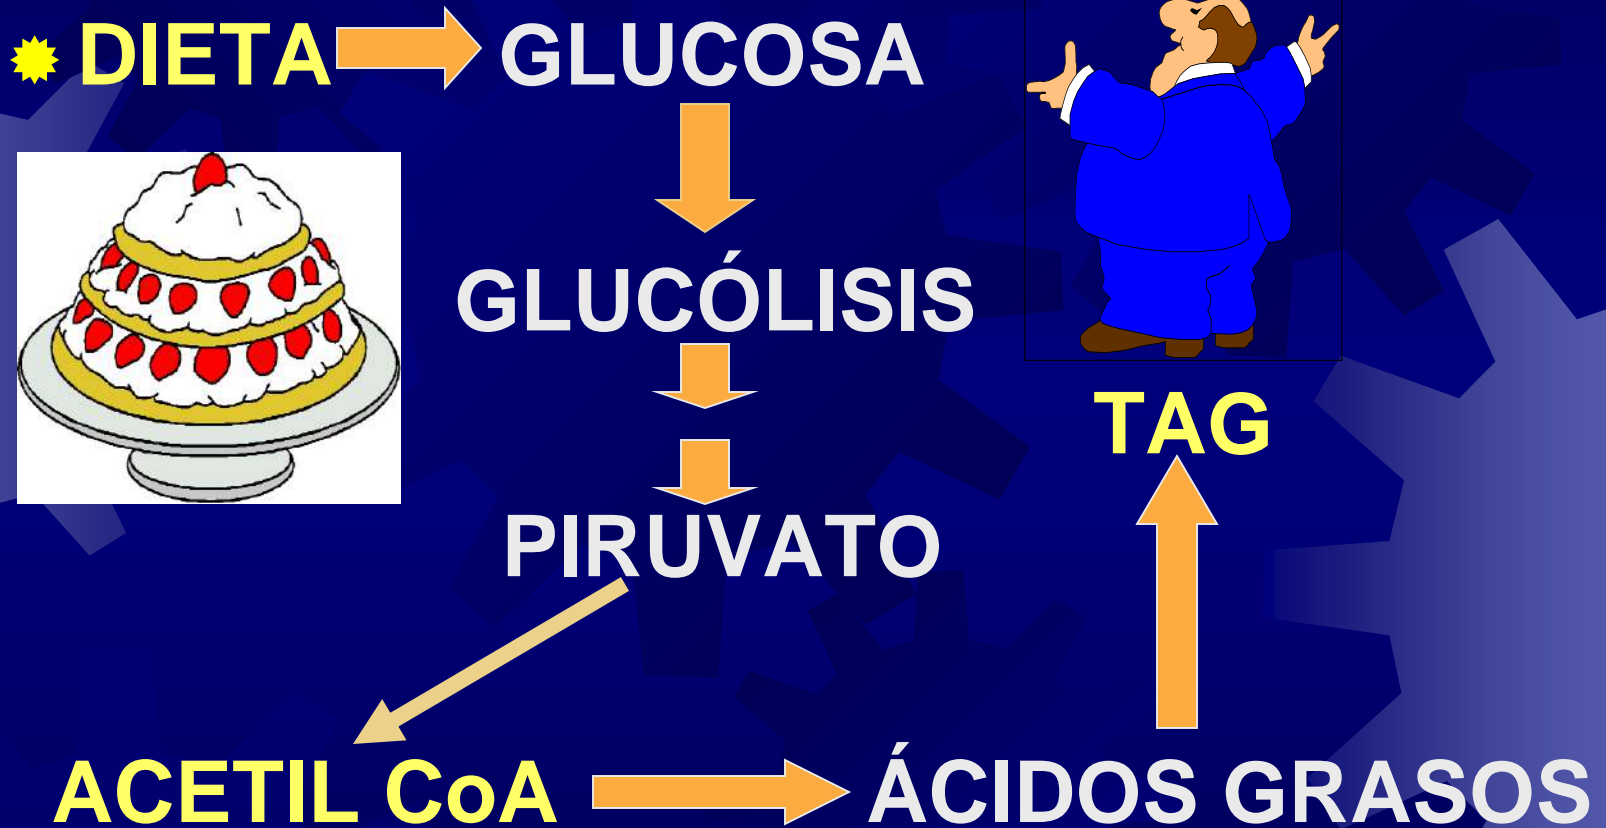 DIETA
GLUCOSA
GLUCÓLISIS
PIRUVATO
ACETIL CoA
ÁCIDOS GRASOS
TAG